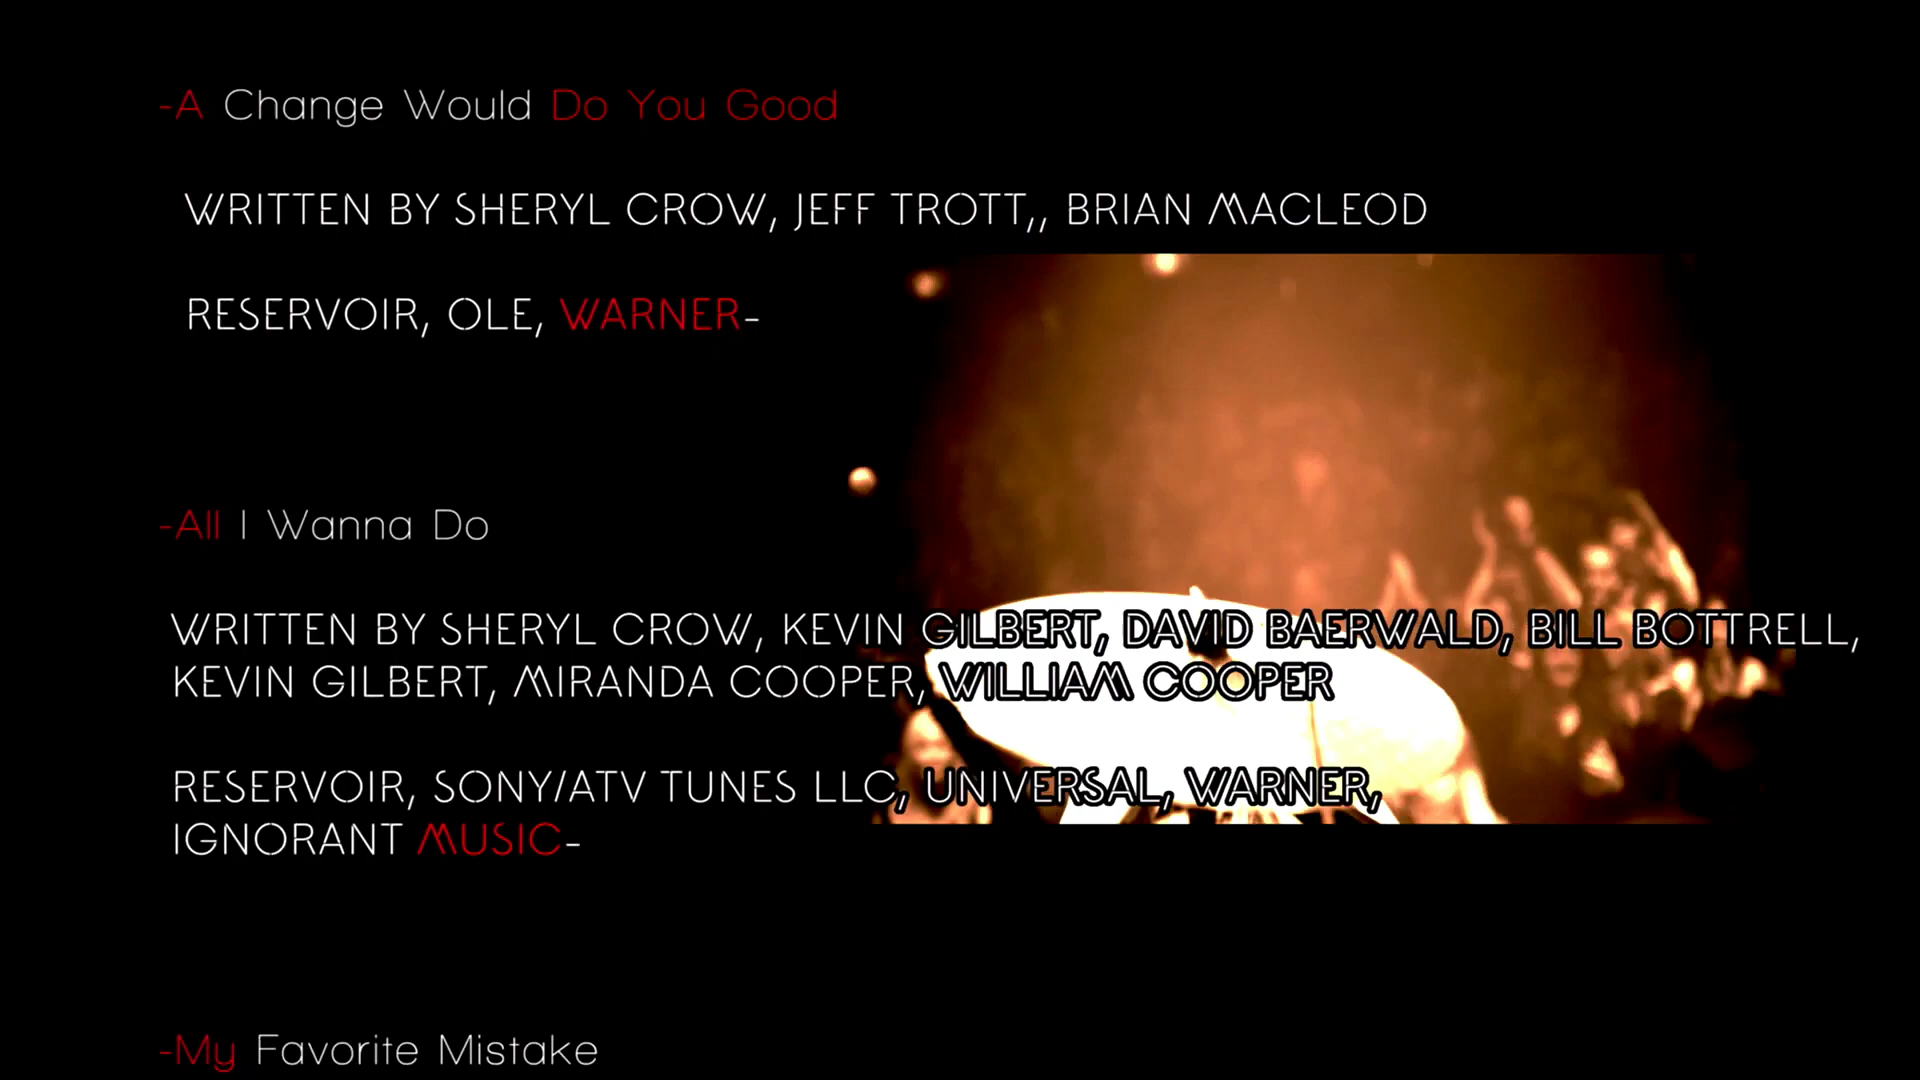 -A Change Would Do You Good
WRITTEN BY SHERYL CROW, JEFF TROTT,, BRIAN MACLEOD
RESERVOIR, OLE, WARNER-
-All I Wanna Do
WRITTEN BY SHERYL CROW, KEVIN GILBERT, DAVID BAERWALD, BILL BOTTRELL,
KEVIN GILBERT, MIRANDA COOPER, WILLIAM COOPER
RESERVOIR, SONY/ATV TUNES LLC, UNIVERSAL, WARNER,
IGNORANT MUSIC-
-My Favorite Mistake